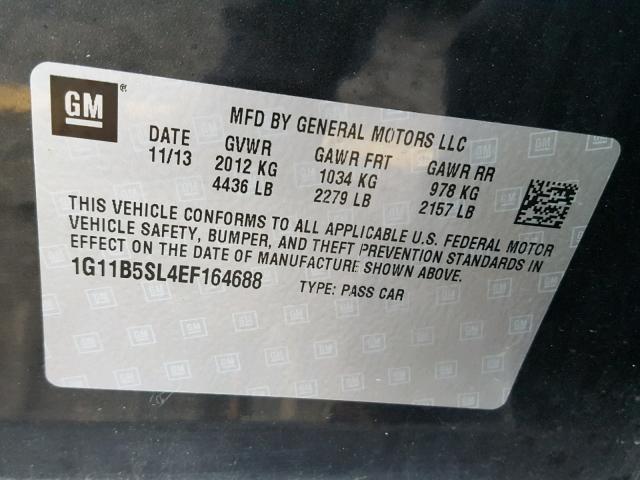 GM ®
MFD BY GENERAL MOTORS LLC
DATE GVWR GAWR FRT GAWR RR
11/13 2012 KG 1034 KG 978 KG
4436 LB 2279 LB 2157 LB
THIS VEHICLE CONFORMS TO ALL APPLICABLE U.S. FEDERAL MOTOR
VEHICLE SAFETY, BUMPER, AND THEFT PREVENTION STANDARDS IN
EFFECT ON THE DATE OF MANUFACTURE SHOWN ABOVE.
1G11B5SL4EF164688 TYPE: PASS CAR